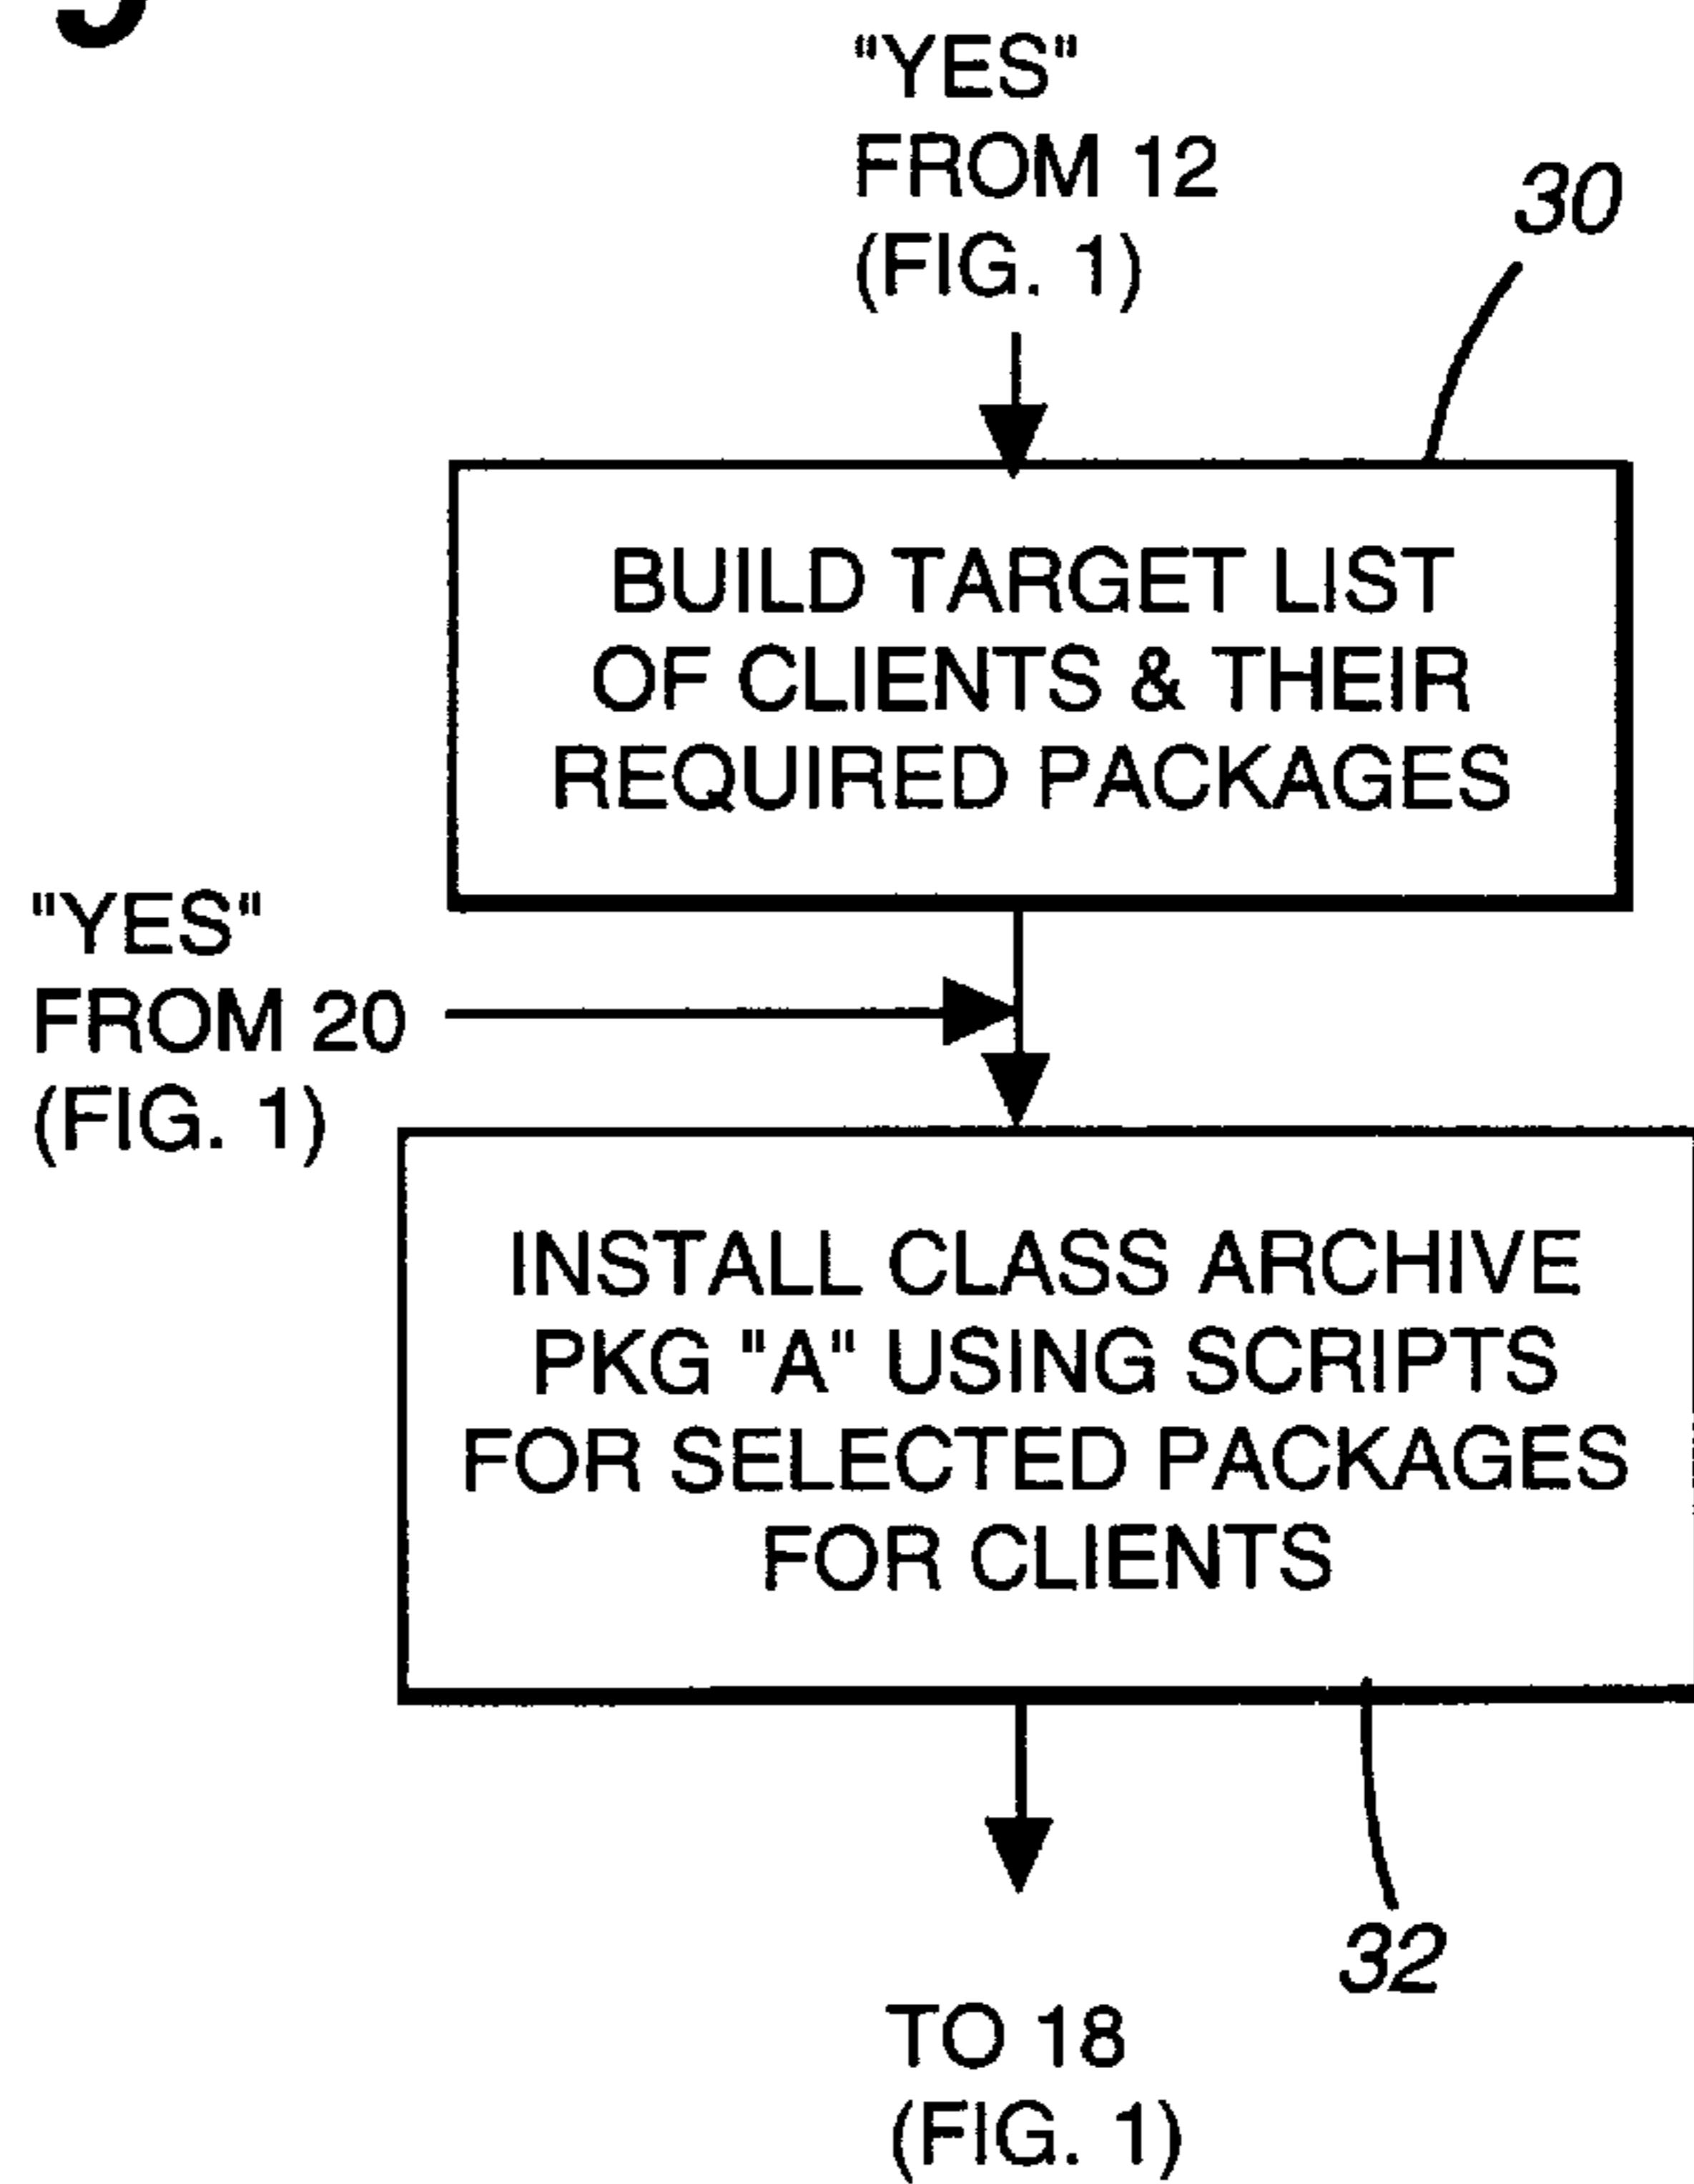 "YES"
FROM 12
(FIG. 1)
30
BUILD TARGET LIST
OF CLIENTS & THEIR
REQUIRED PACKAGES
"YES"
FROM 20
(FIG. 1)
INSTALL CLASS ARCHIVE
PKG "A" USING SCRIPTS
FOR SELECTED PACKAGES
FOR CLIENTS
32
TO 18
(FIG. 1)